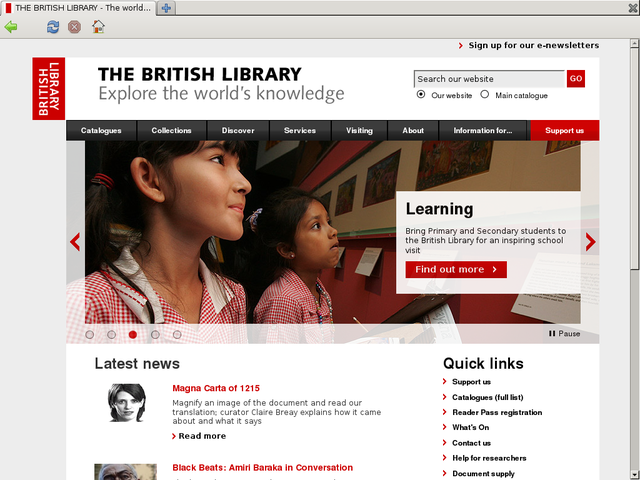 THE BRITISH LIBRARY - The world...
Sign up for our e-newsletters
BRITISH
LIBRARY
THE BRITISH LIBRARY
Explore the world's knowledge
Search our website
GO
Our website
Main catalogue
Catalogues
Collections
Discover
Services
Visiting
About
Information for...
Support us
Learning
Bring Primary and Secondary students to
the British Library for an inspiring school
visit
Find out more
Pause
Latest news
Magna Carta of 1215
Magnify an image of the document and read our
translation; curator Claire Breay explains how it came
about and what it says
Read more
Black Beats: Amiri Baraka in Conversation
Quick links
Support us
Catalogues (full list)
Reader Pass registration
What's On
Contact us
Help for researchers
Document supply